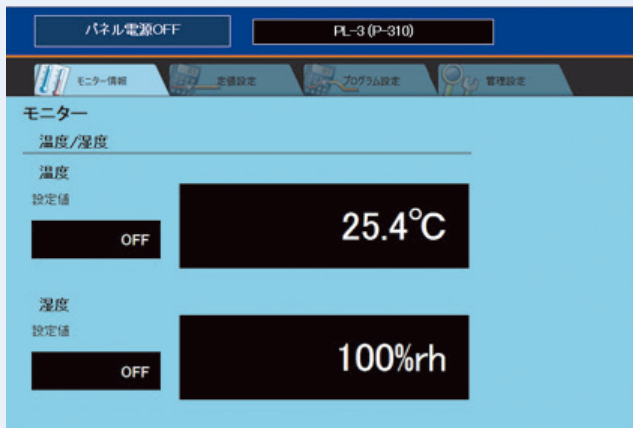 パネル電源OFF
PL-3(P-310)
モニター情報
定値設定
プログラム設定
管理設定
モニター
温度/湿度
温度
設定値
OFF
25.4℃
湿度
設定値
OFF
100%rh